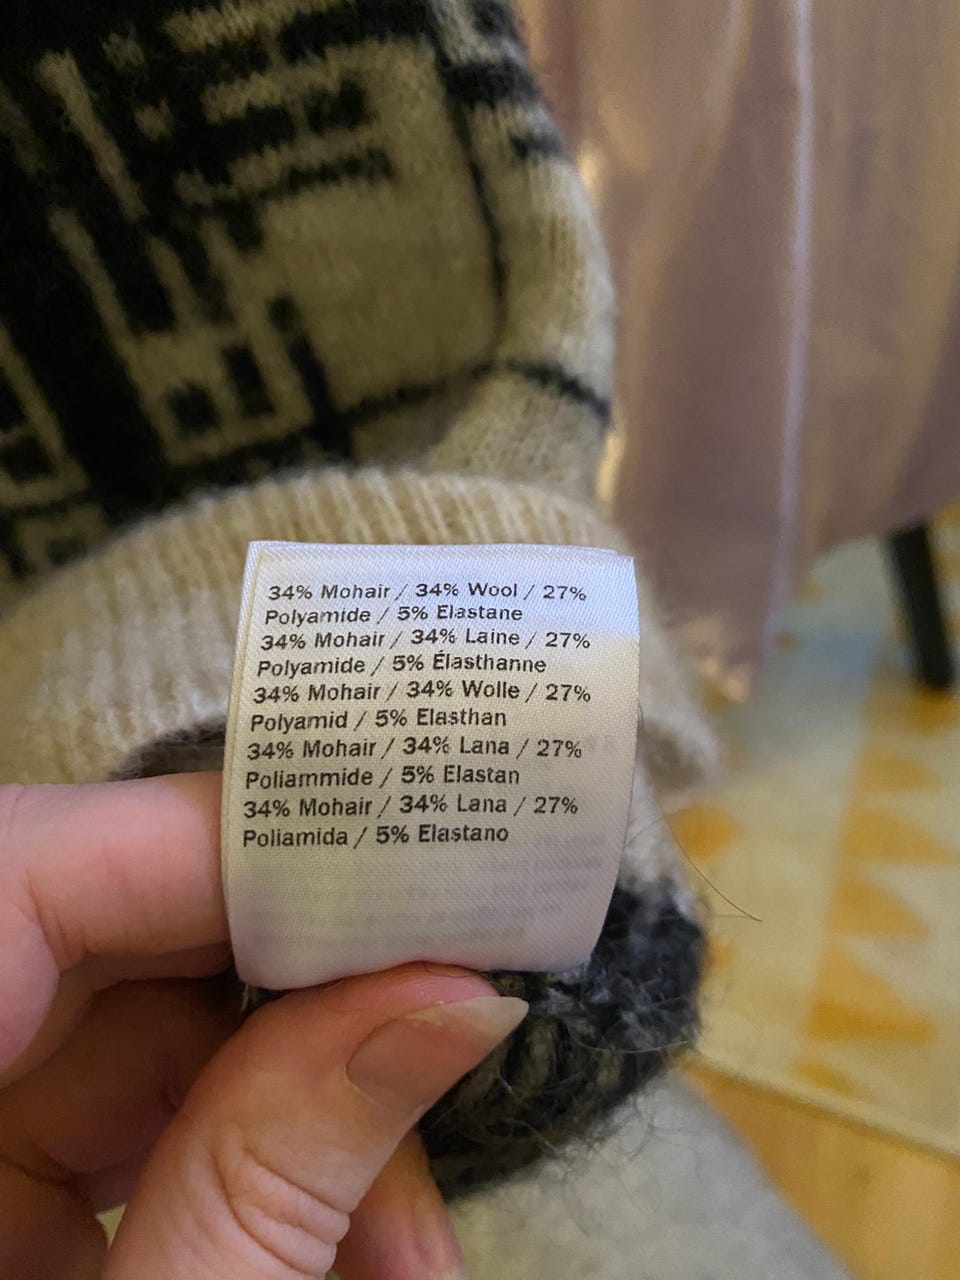 34% Mohair / 34% Wool / 27%
Polyamide / 5% Elastane
34% Mohair / 34% Laine / 27%
Polyamide / 5% Élasthanne
34% Mohair / 34% Wolle / 27%
Polyamid / 5% Elasthan
34% Mohair / 34% Lana / 27%
Poliammide / 5% Elastan
34% Mohair / 34% Lana / 27%
Poliamida / 5% Elastano